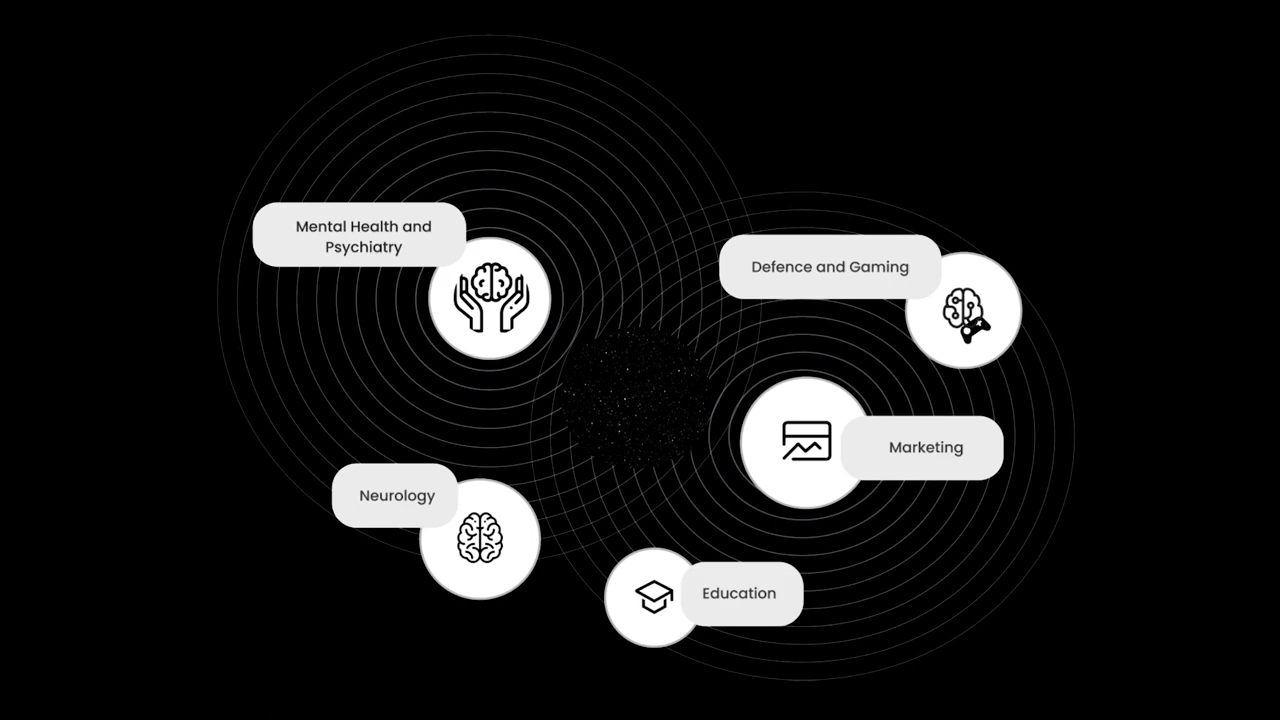 Mental Health and
Psychiatry
Defence and Gaming
Marketing
Neurology
Education